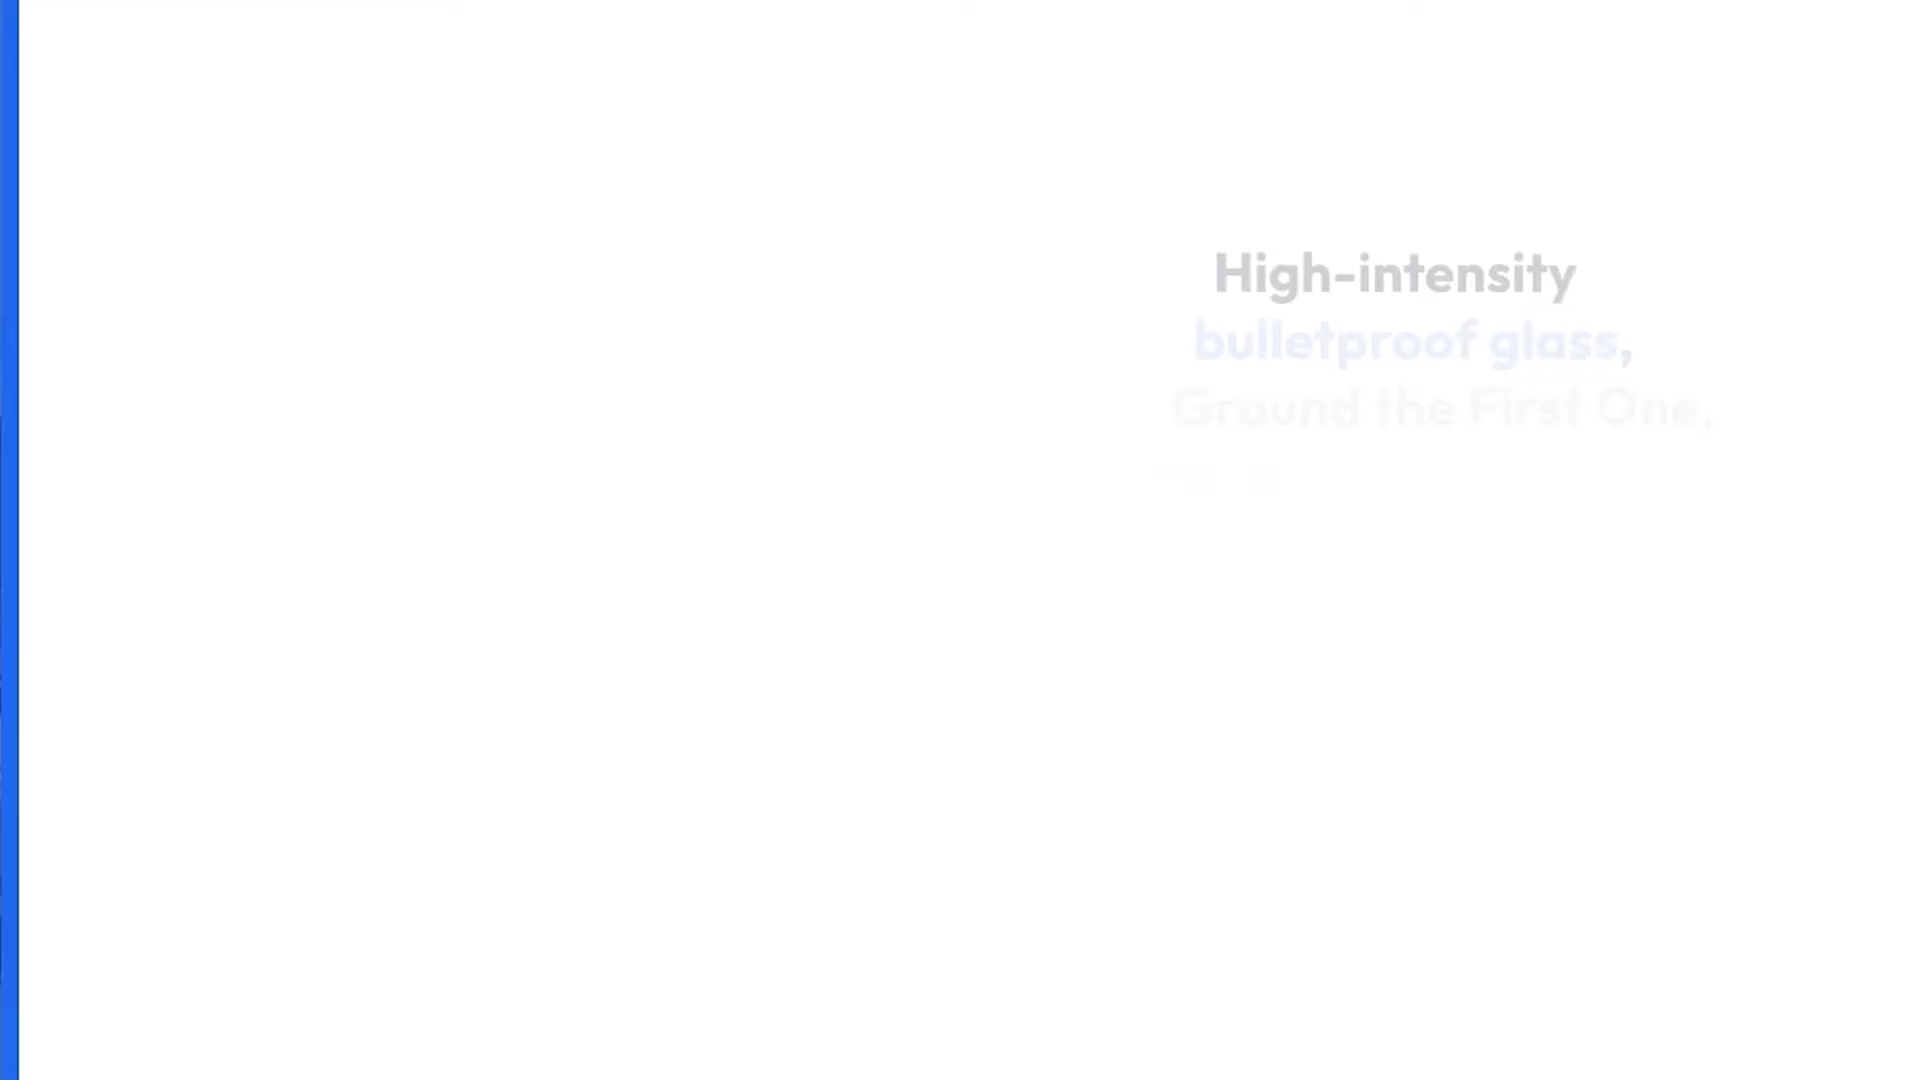 High-intensity
bulletproof glass,
Ground the First One,